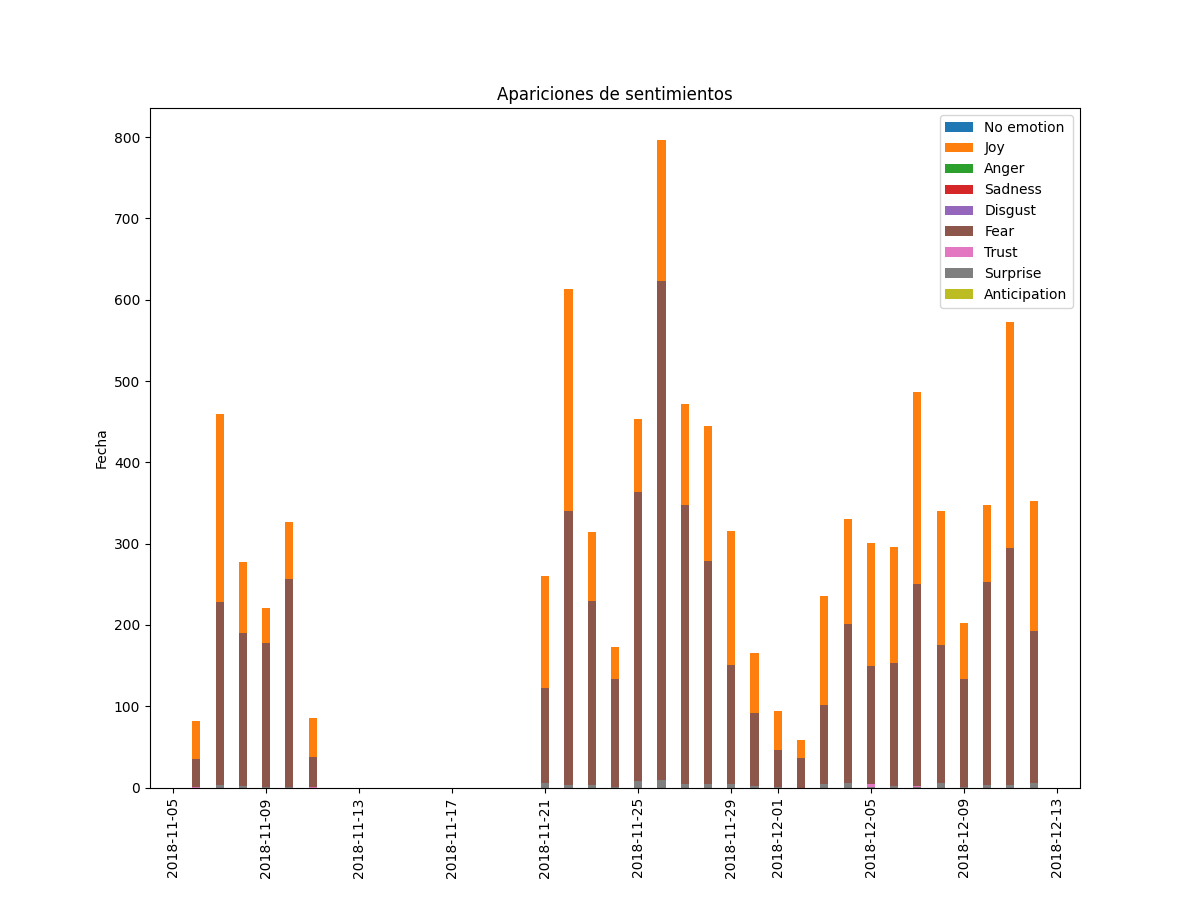 Apariciones de sentimientos
No emotion
Joy
Anger
Sadness
Disgust
Fear
Trust
Surprise
Anticipation
Fecha
800
700
600
500
400
300
200
100
0
2018-11-05
2018-11-09
2018-11-13
2018-11-17
2018-11-21
2018-11-25
2018-11-29
2018-12-01
2018-12-05
2018-12-09
2018-12-13